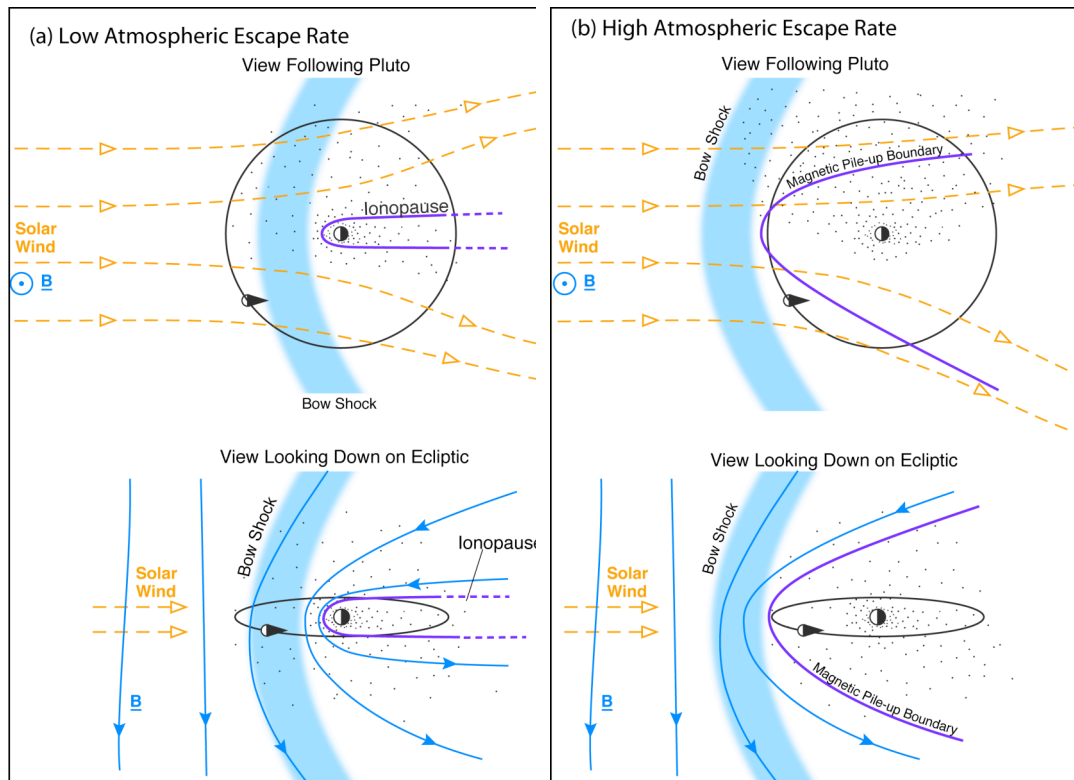 (a) Low Atmospheric Escape Rate
View Following Pluto
Ionopause
Solar
Wind
B
Bow Shock
View Looking Down on Ecliptic
Bow Shock
Ionopause
Solar
Wind
B
(b) High Atmospheric Escape Rate
View Following Pluto
Bow Shock
Magnetic Pile-up Boundary
Solar
Wind
B
View Looking Down on Ecliptic
Bow Shock
Solar
Wind
B
Magnetic Pile-up Boundary